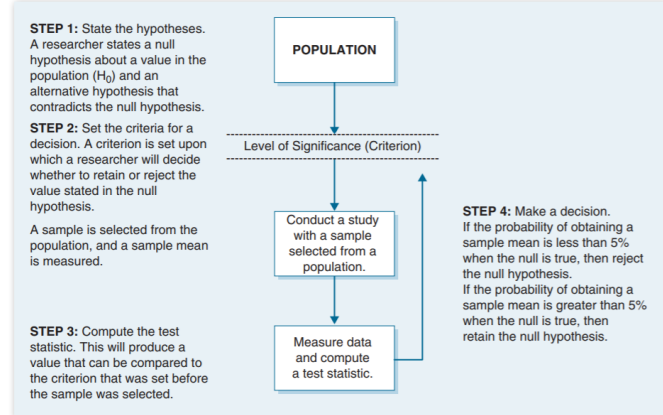 STEP 1: State the hypotheses.
A researcher states a null
hypothesis about a value in the
population (H₀) and an
alternative hypothesis that
contradicts the null hypothesis.
STEP 2: Set the criteria for a
decision. A criterion is set upon
which a researcher will decide
whether to retain or reject the
value stated in the null
hypothesis.
A sample is selected from the
population, and a sample mean
is measured.
STEP 3: Compute the test
statistic. This will produce a
value that can be compared to
the criterion that was set before
the sample was selected.
POPULATION
Level of Significance (Criterion)
Conduct a study
with a sample
selected from a
population.
Measure data
and compute
a test statistic.
STEP 4: Make a decision.
If the probability of obtaining a
sample mean is less than 5%
when the null is true, then reject
the null hypothesis.
If the probability of obtaining a
sample mean is greater than 5%
when the null is true, then
retain the null hypothesis.